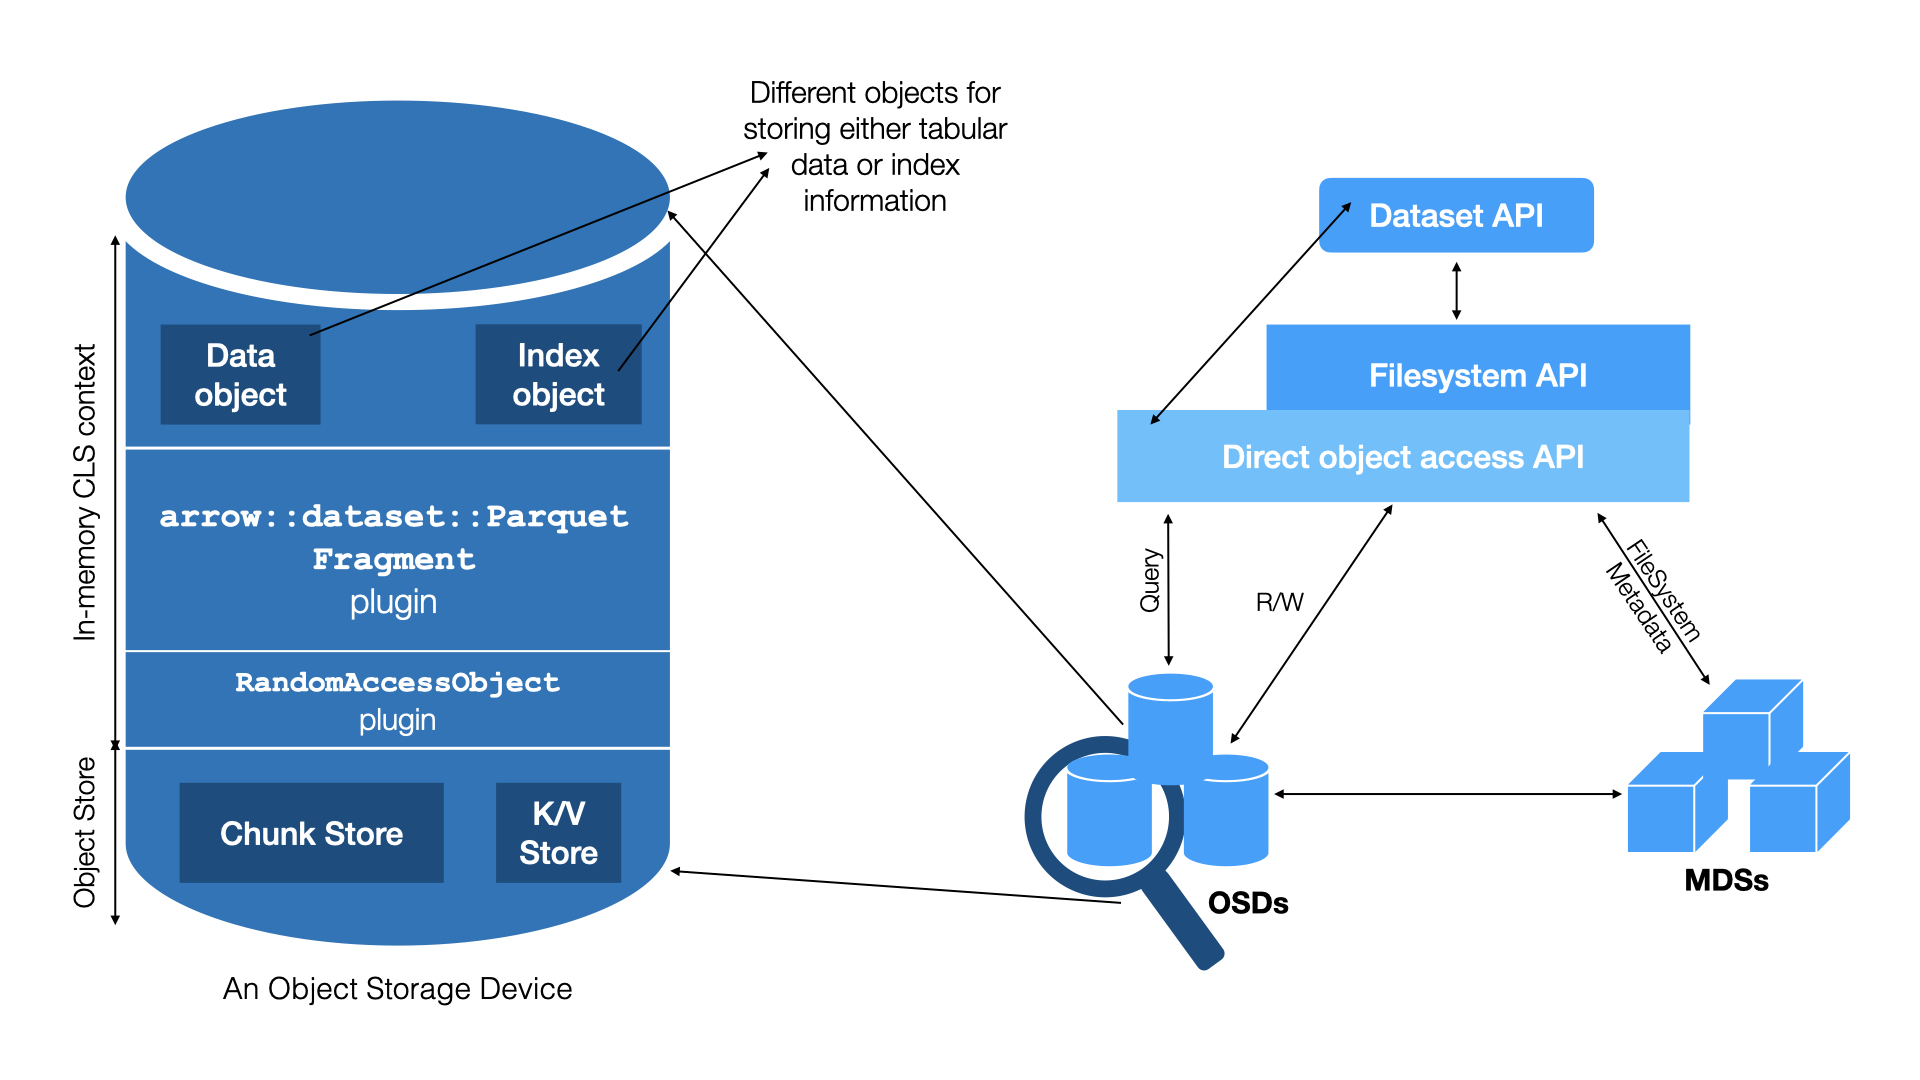 Different objects for
storing either tabular
data or index
information
In-memory CLS context
Data
object
Index
object
arrow::dataset::Parquet
Fragment
plugin
RandomAccessObject
plugin
Object Store
Chunk Store
K/V
Store
An Object Storage Device
Dataset API
Filesystem API
Direct object access API
Query
R/W
FileSystem
Metadata
OSDs
MDSs